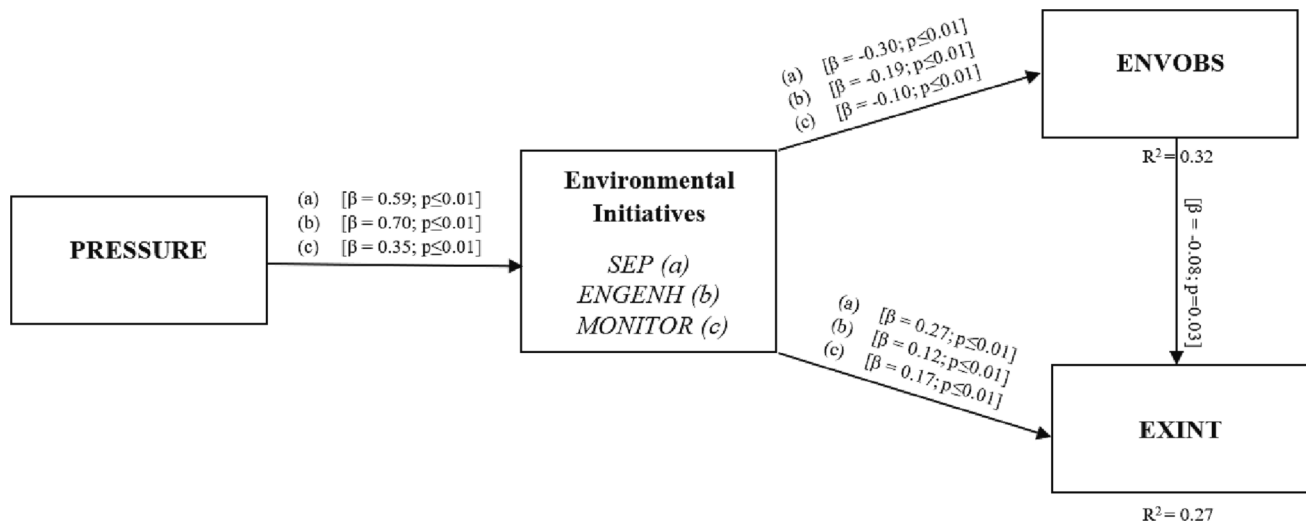 PRESSURE
(a) [β = 0.59; p≤0.01]
(b) [β = 0.70; p≤0.01]
(c) [β = 0.35; p≤0.01]
Environmental
Initiatives
SEP (a)
ENGENH (b)
MONITOR (c)
(a) [β = -0.30; p≤0.01]
(b) [β = -0.19; p≤0.01]
(c) [β = -0.10; p≤0.01]
ENVOBS
R² = 0.32
[β = -0.08; p=0.03]
(a) [β = 0.27; p≤0.01]
(b) [β = 0.12; p≤0.01]
(c) [β = 0.17; p≤0.01]
EXINT
R² = 0.27